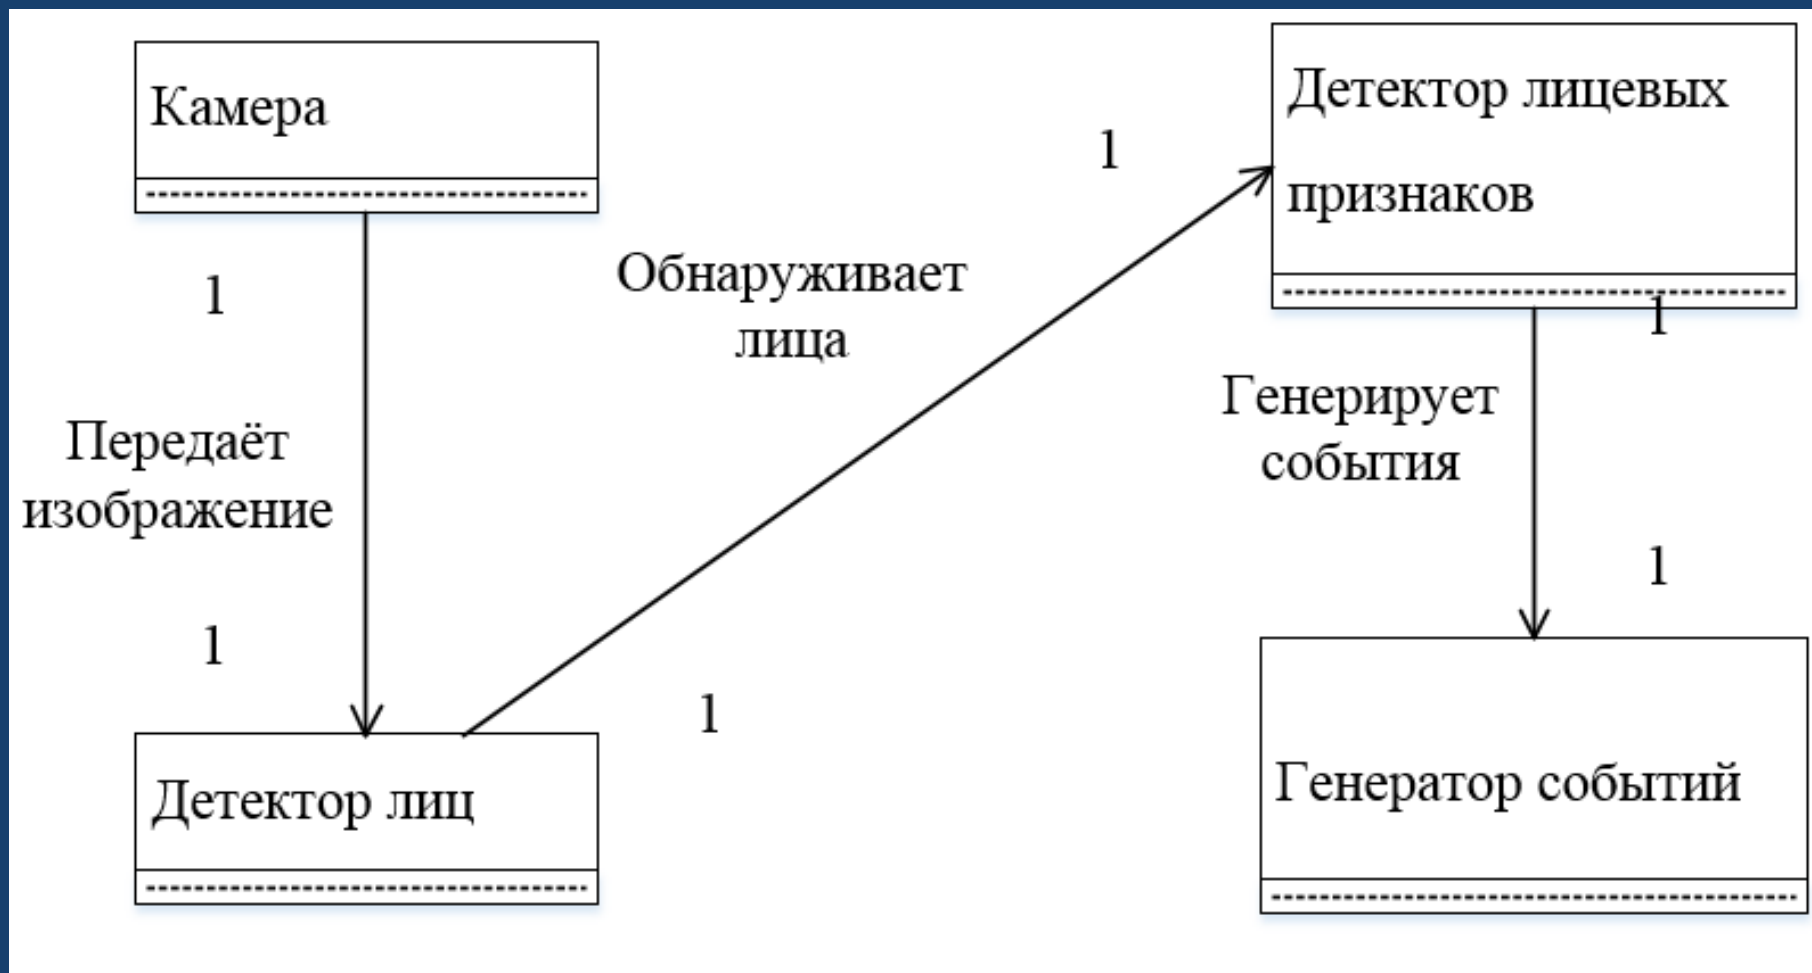 Камера
1
Передаёт
изображение
1
Детектор лиц
Обнаруживает
лица
1
1
Детектор лицевых
признаков
1
Генерирует
события
1
Генератор событий